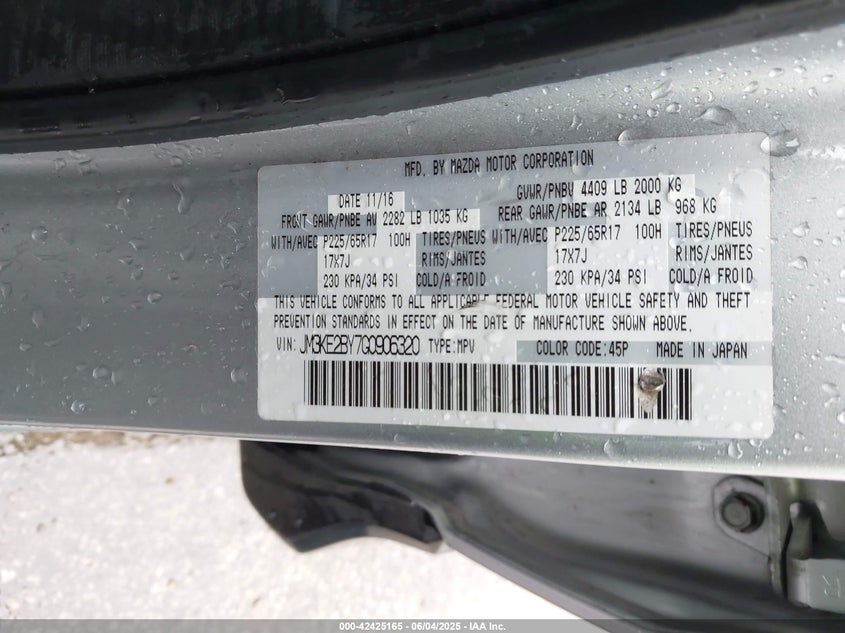 MFD. BY MAZDA MOTOR CORPORATION
DATE 11/16 GVWR/PNBV 4409 LB 2000 KG
FRONT GAWR/PNBE AV 2282 LB 1035 KG REAR GAWR/PNBE AR 2134 LB 968 KG
WITH/AVEC P225/65R17 100H TIRES/PNEUS WITH/AVEC P225/65R17 100H TIRES/PNEUS
17X7J RIMS/JANTES 17X7J RIMS/JANTES
230 KPA/34 PSI COLD/A FROID 230 KPA/34 PSI COLD/A FROID
THIS VEHICLE CONFORMS TO ALL APPLICABLE FEDERAL MOTOR VEHICLE SAFETY AND THEFT
PREVENTION STANDARDS IN EFFECT ON THE DATE OF MANUFACTURE SHOWN ABOVE.
VIN: JM3KE2BY7G0906320 TYPE:MPV COLOR CODE:45P MADE IN JAPAN
000-42425165 - 06/04/2025 - IAA Inc.